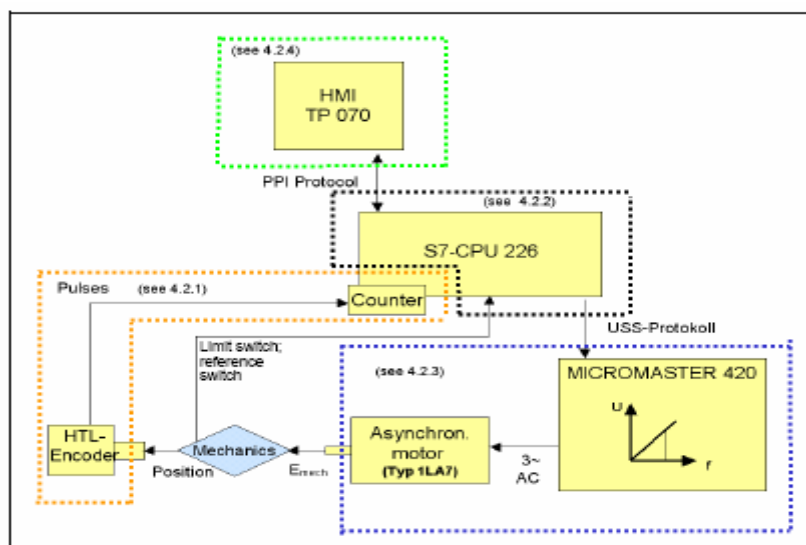 (see 4.2.4)
HMI
TP 070
PPI Protocol
(see 4.2.2)
S7-CPU 226
Pulses
(see 4.2.1)
Counter
USS-Protokoll
Limit switch;
reference
switch
(see 4.2.3)
MICROMASTER 420
U
f
HTL-
Encoder
Mechanics
Position
Emech
Asynchron.
motor
(Typ 1LA7)
3~
AC